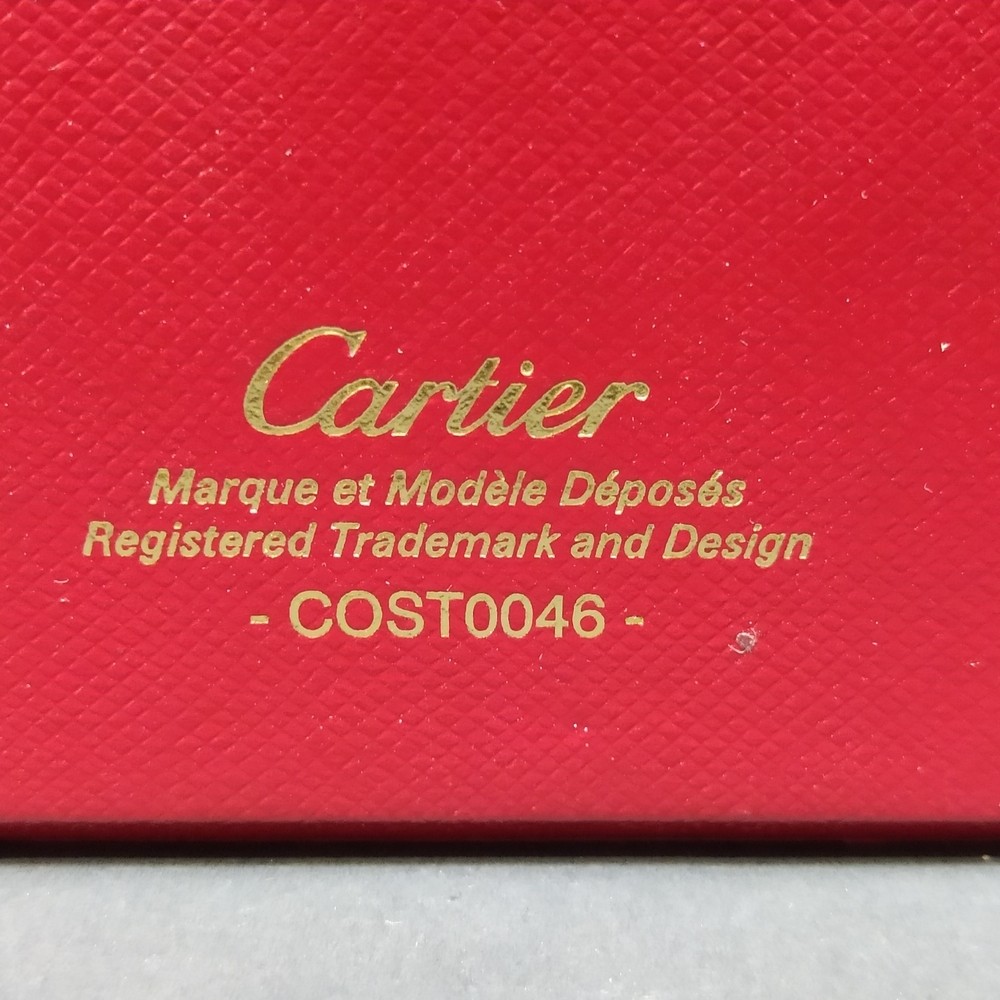 Cartier
Marque et Modèle Déposés
Registered Trademark and Design
- COST0046 -